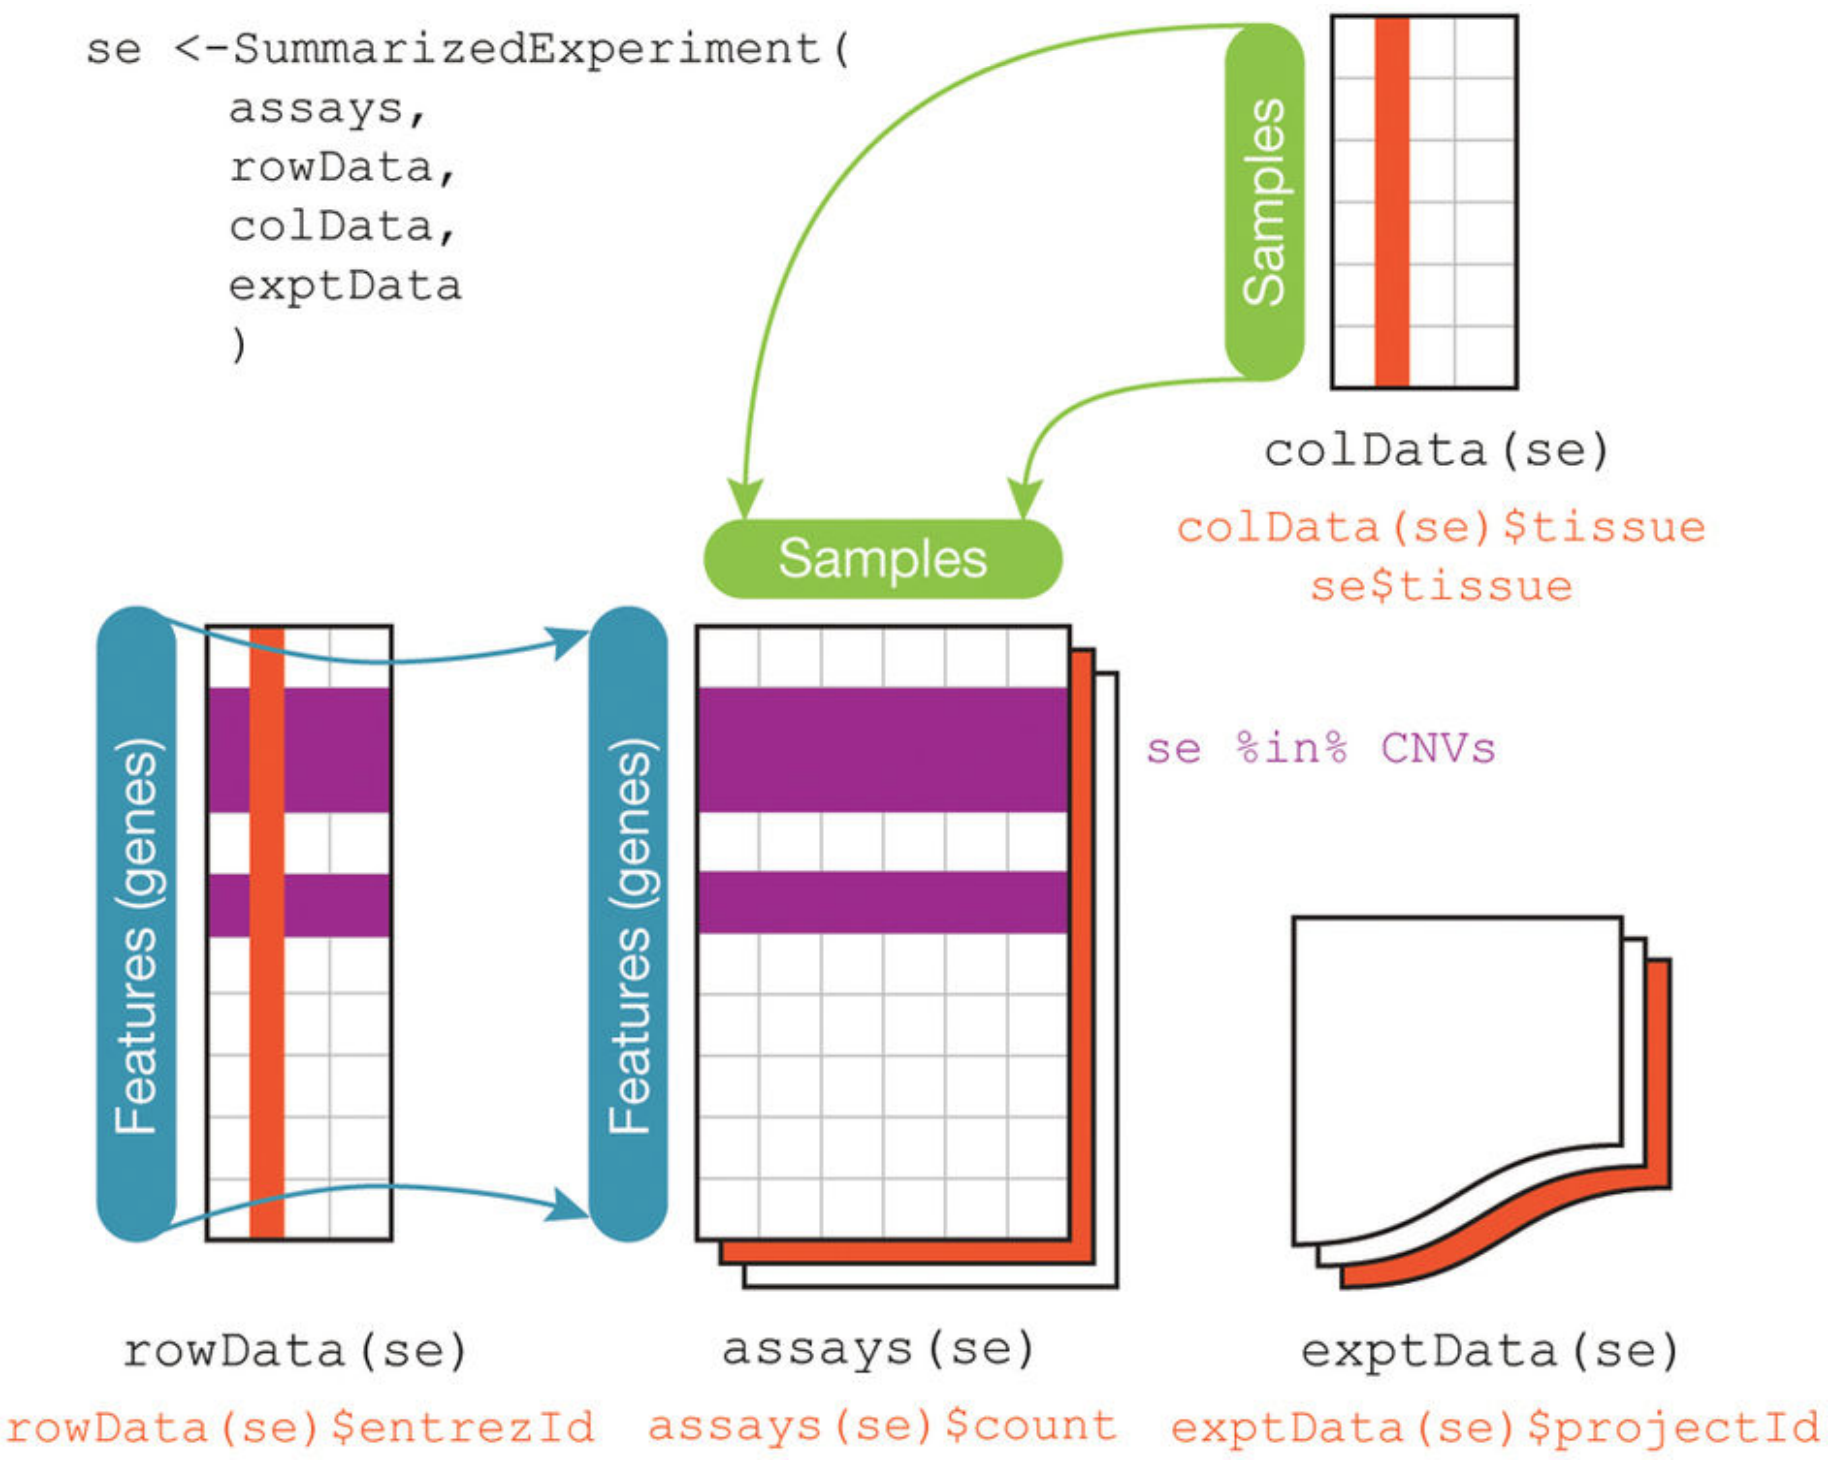 se <-SummarizedExperiment(
assays,
rowData,
colData,
exptData
)
Samples
colData(se)
colData(se)$tissue
se$tissue
Samples
Features (genes)
Features (genes)
se %in% CNVs
rowData(se)
rowData(se)$entrezId
assays(se)
assays(se)$count
exptData(se)
exptData(se)$projectId